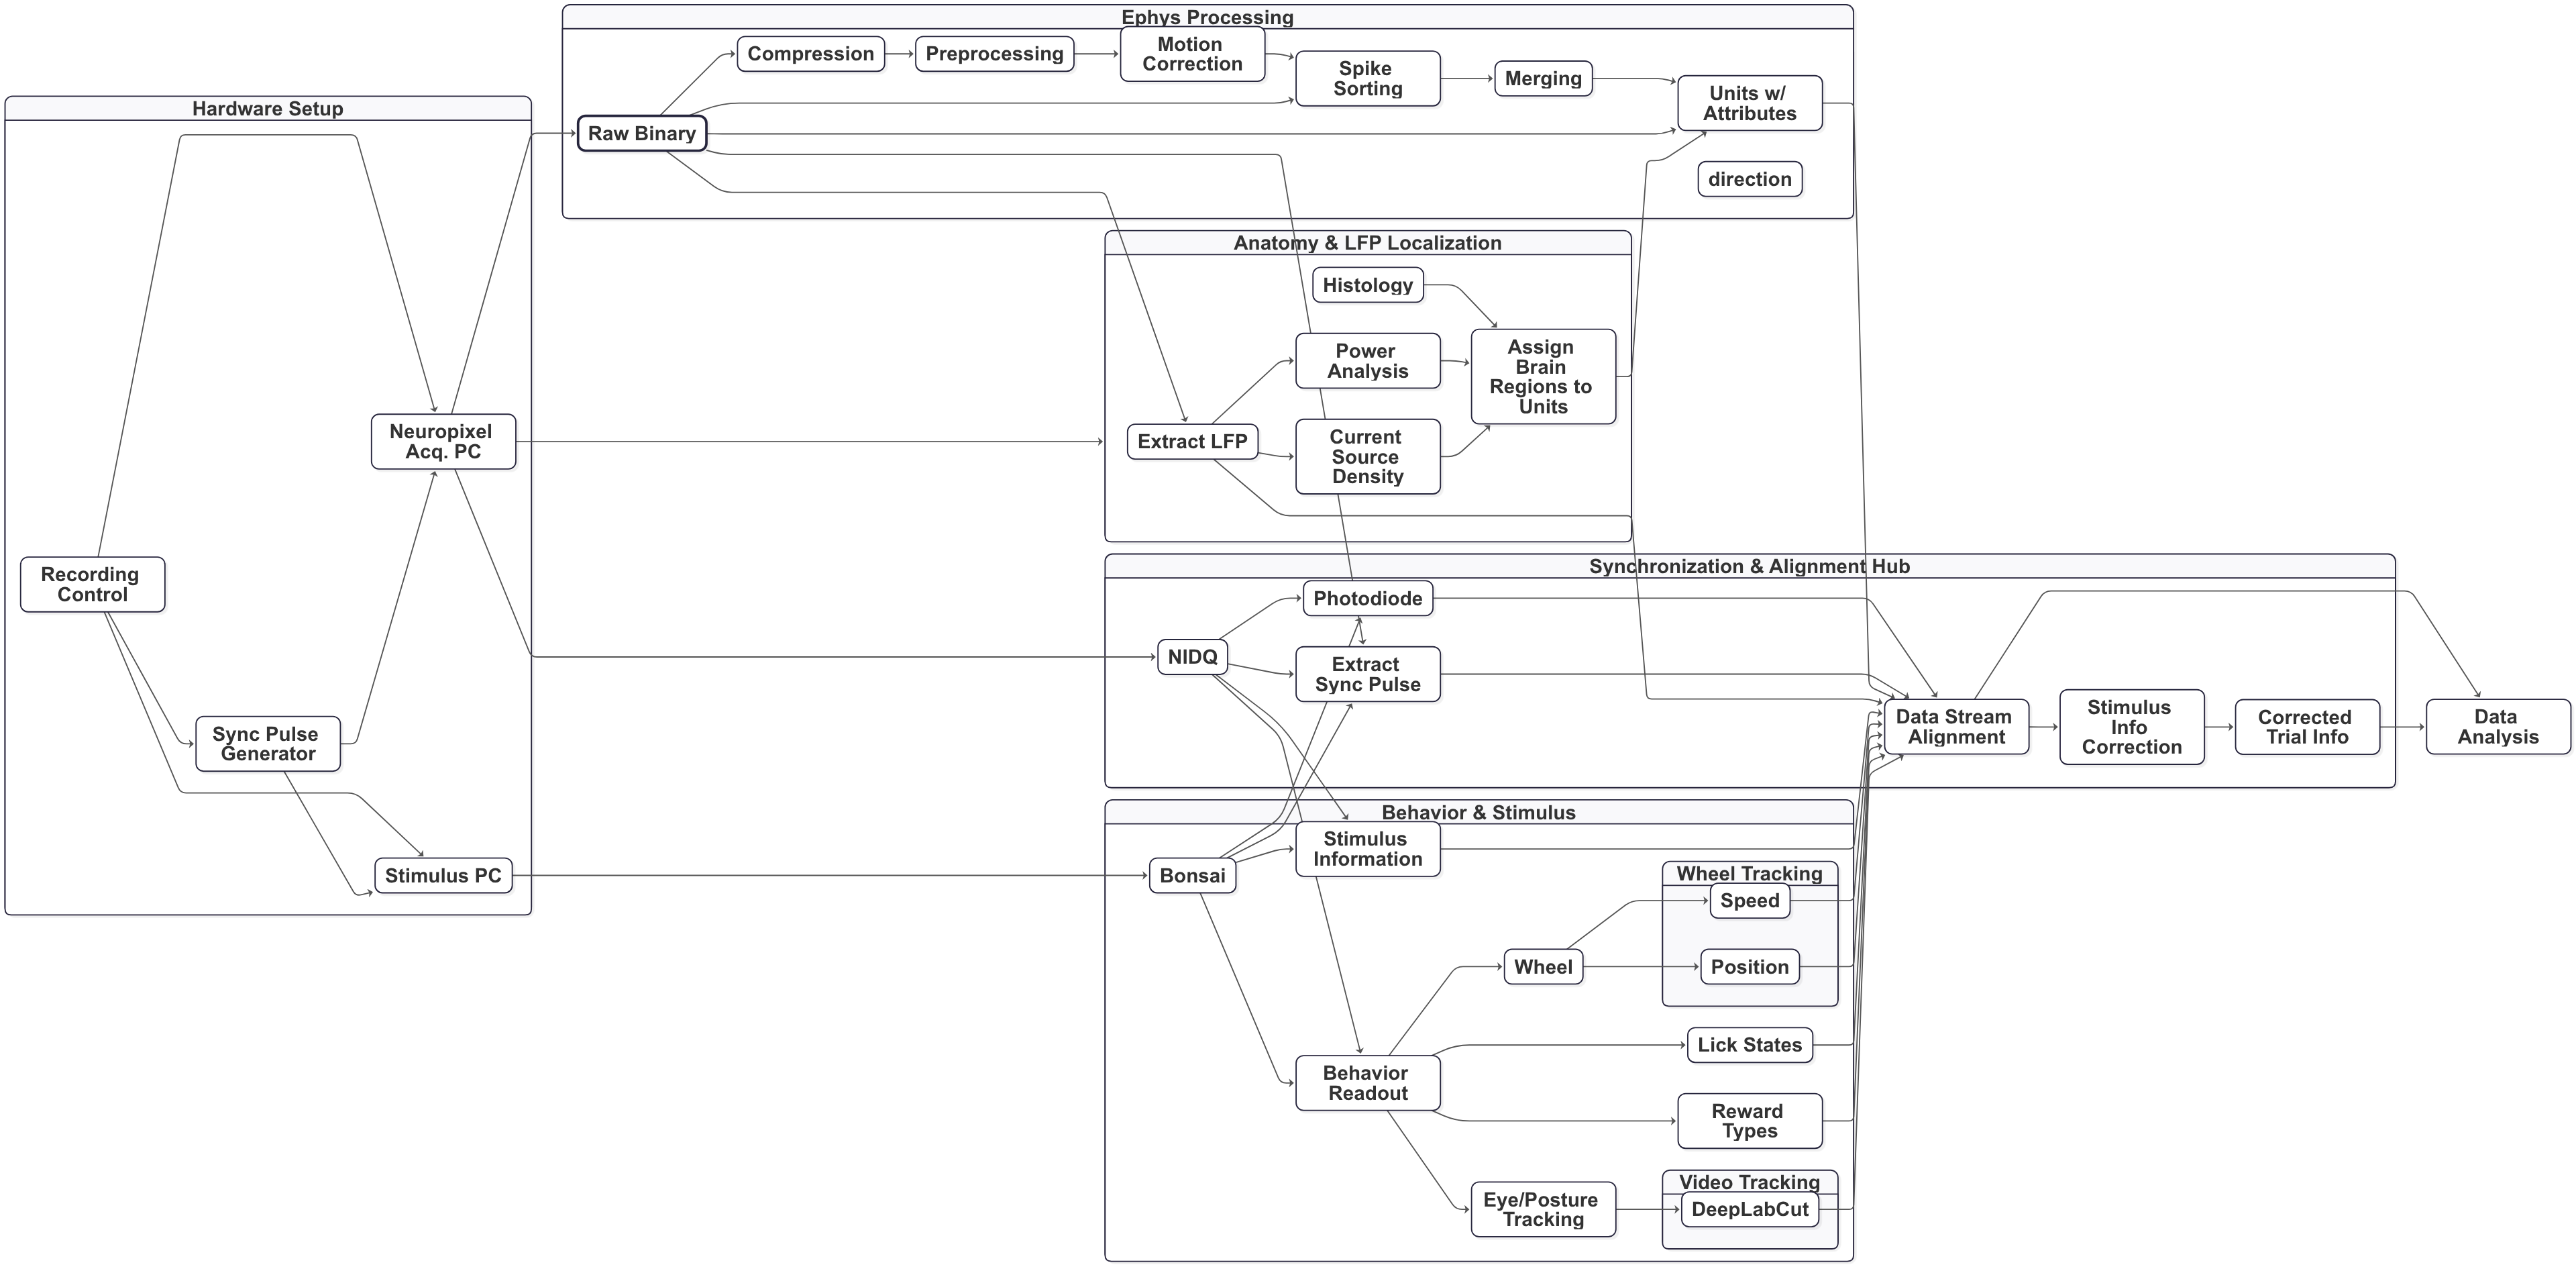 Ephys Processing
Compression
Preprocessing
Motion
Correction
Spike
Sorting
Merging
Units w/
Attributes
Raw Binary
direction
Hardware Setup
Neuropixel
Acq. PC
Recording
Control
Sync Pulse
Generator
Stimulus PC
Anatomy & LFP Localization
Histology
Power
Analysis
Assign
Brain
Regions to
Units
Extract LFP
Current
Source
Density
Synchronization & Alignment Hub
Photodiode
NIDQ
Extract
Sync Pulse
Data Stream
Alignment
Stimulus
Info
Correction
Corrected
Trial Info
Data
Analysis
Behavior & Stimulus
Stimulus
Information
Bonsai
Wheel Tracking
Speed
Wheel
Position
Lick States
Behavior
Readout
Reward
Types
Eye/Posture
Tracking
Video Tracking
DeepLabCut